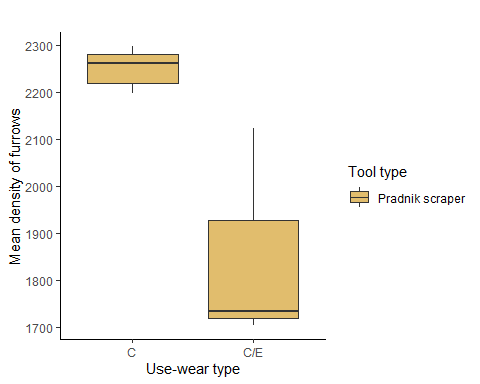 Mean density of furrows
2300
2200
2100
2000
1900
1800
1700
C
C/E
Use-wear type
Tool type
Pradnik scraper